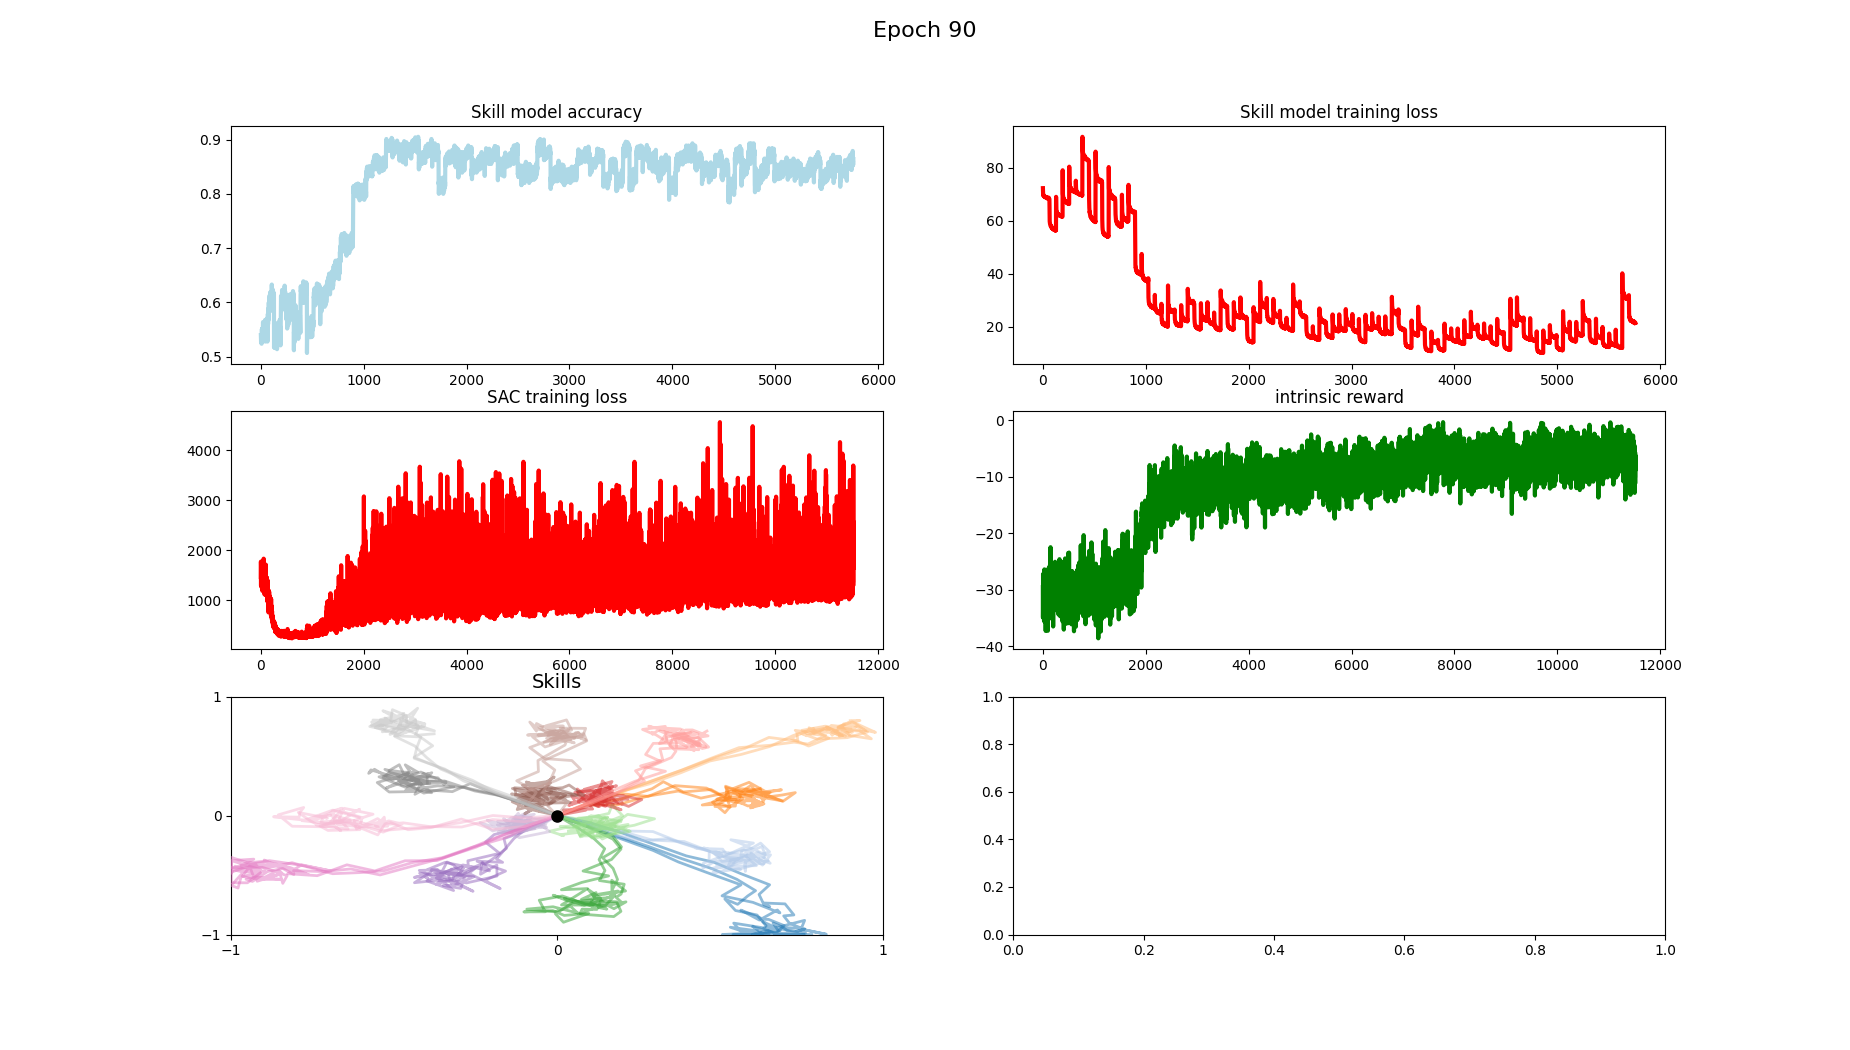 Epoch 90
Skill model accuracy
0.9
0.8
0.7
0.6
0.5
0 1000 2000 3000 4000 5000 6000
Skill model training loss
80
60
40
20
0 1000 2000 3000 4000 5000 6000
SAC training loss
4000
3000
2000
1000
0 2000 4000 6000 8000 10000 12000
intrinsic reward
0
−10
−20
−30
−40
0 2000 4000 6000 8000 10000 12000
Skills
1
0
−1
−1 0 1
1.0
0.8
0.6
0.4
0.2
0.0
0.0 0.2 0.4 0.6 0.8 1.0